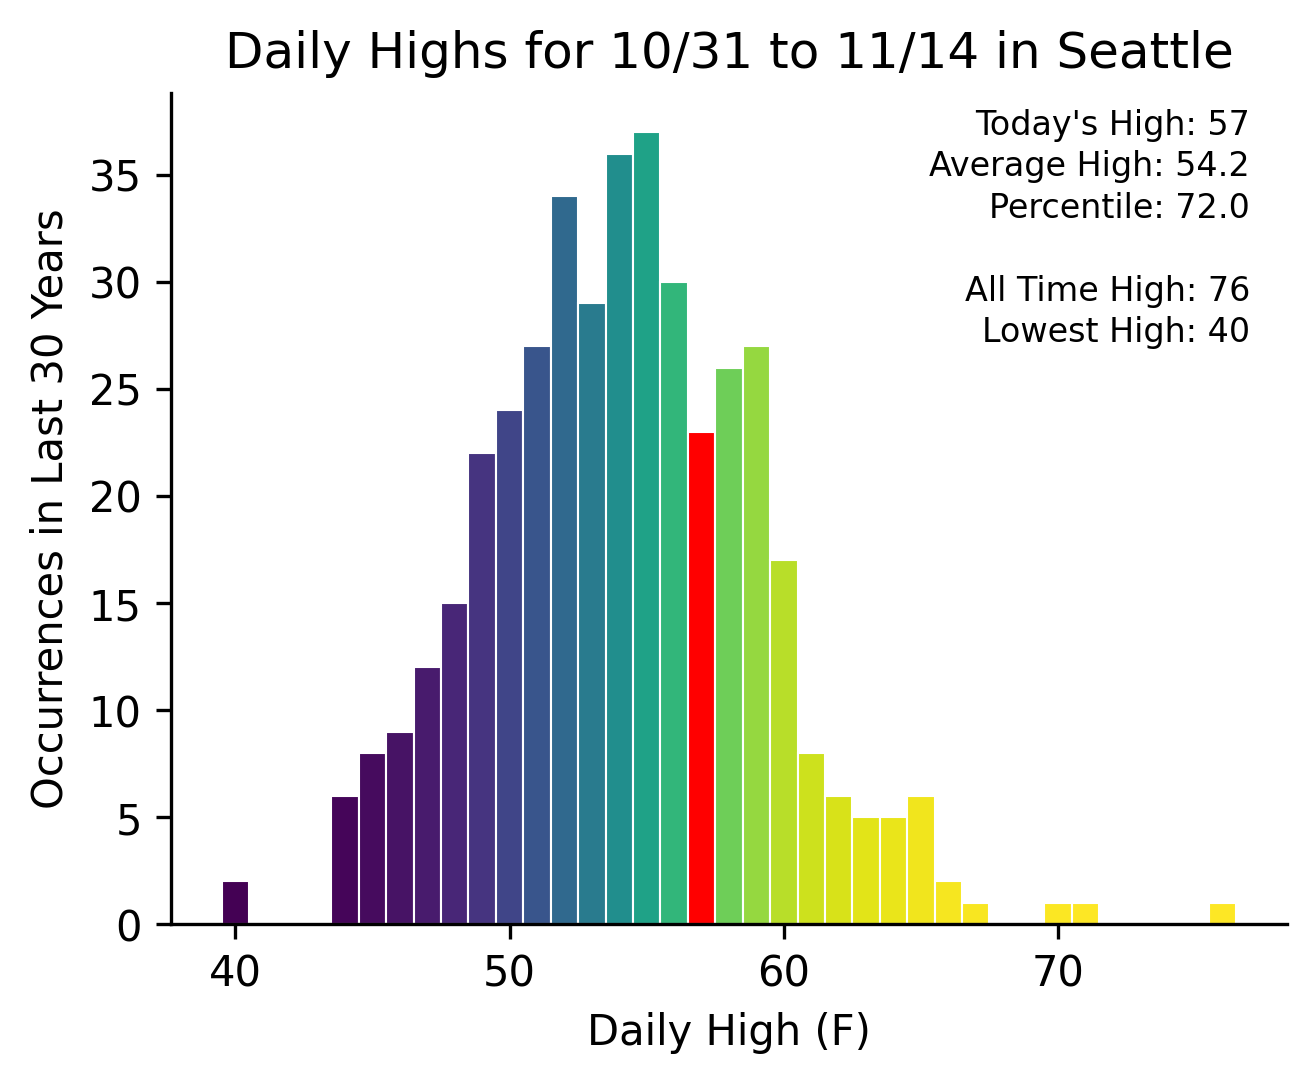 Daily Highs for 10/31 to 11/14 in Seattle
Today's High: 57
Average High: 54.2
Percentile: 72.0
All Time High: 76
Lowest High: 40
Occurrences in Last 30 Years
35
30
25
20
15
10
5
0
40 50 60 70
Daily High (F)